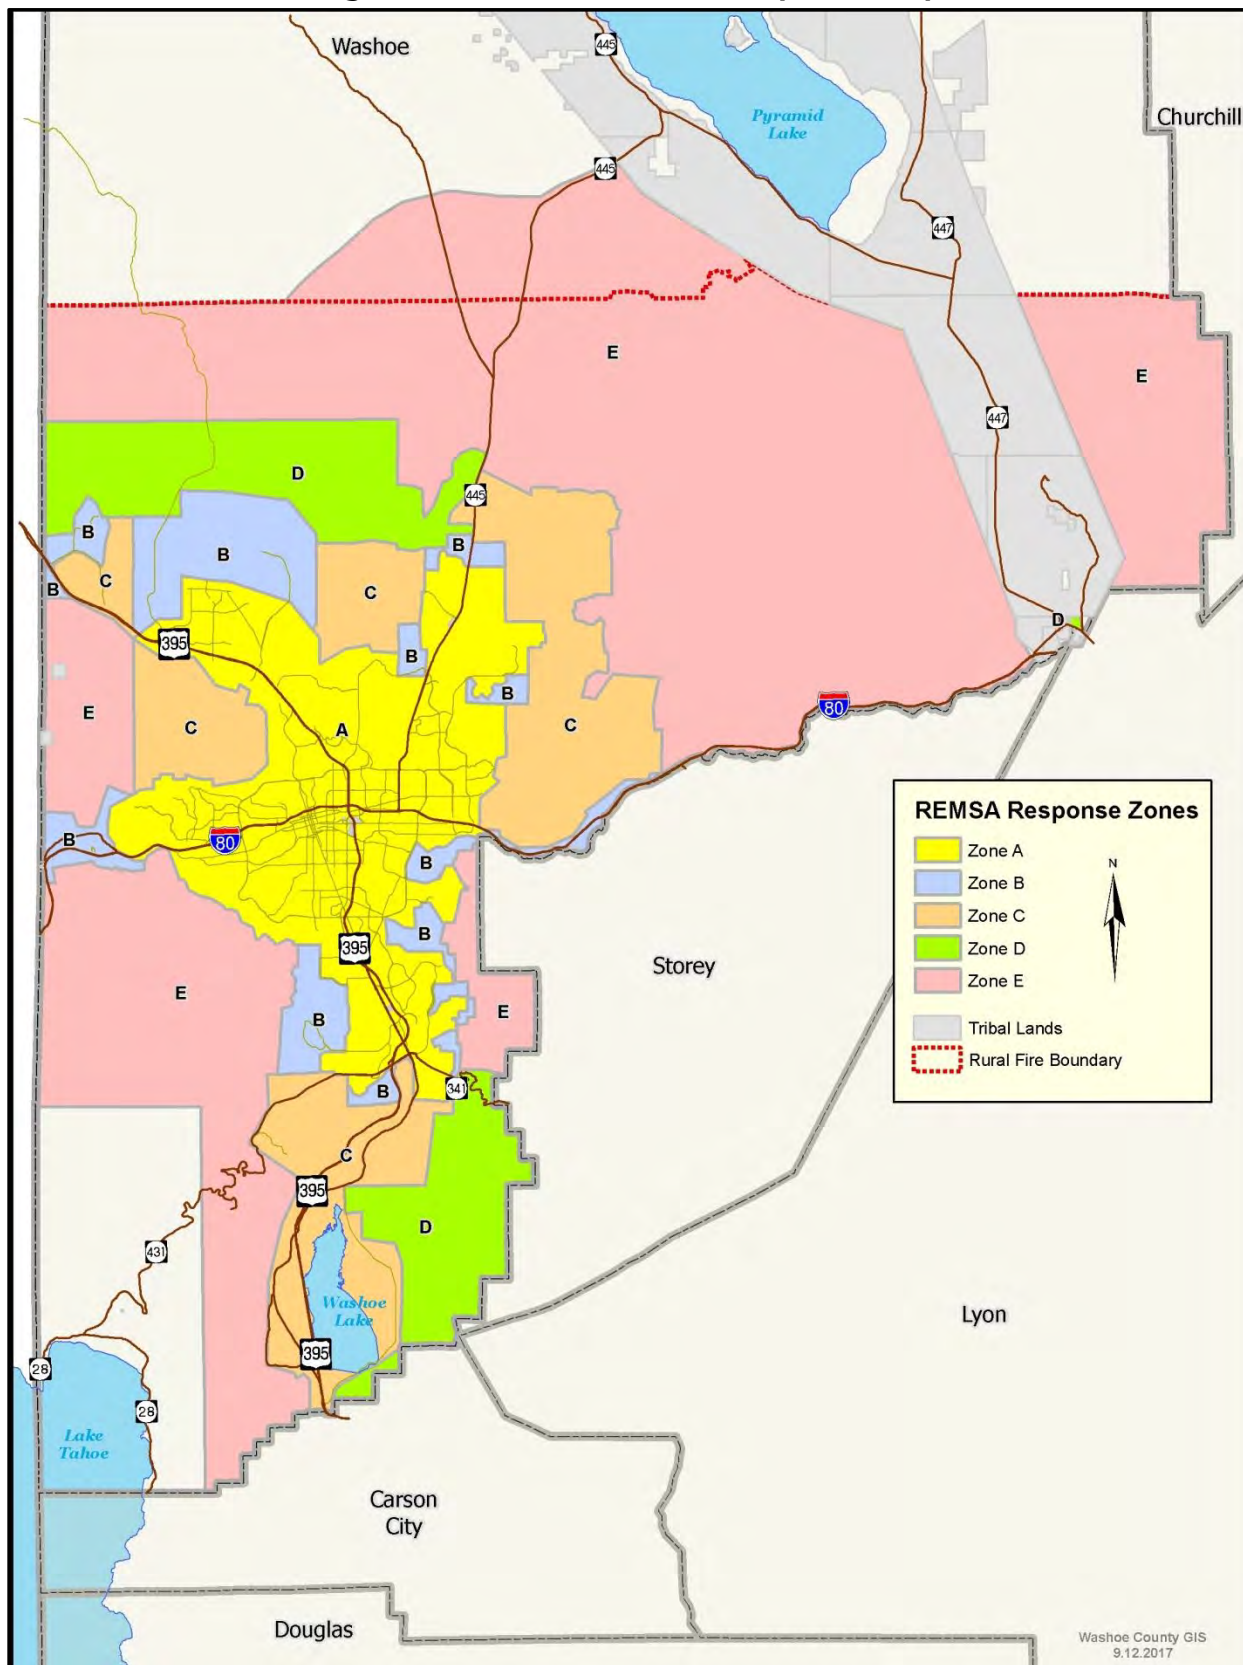 Washoe
445
Pyramid
Lake
Churchill
445
447
E
E
447
D
445
B
B
B
C
C
B
395
B
D
B
E
C
A
C
80
B
80
B
395
B
Storey
E
B
E
B
341
C
395
D
431
Washoe
Lake
395
28
28
Lake
Tahoe
Lyon
Carson
City
Douglas
REMSA Response Zones
Zone A
Zone B
Zone C
Zone D
Zone E
Tribal Lands
Rural Fire Boundary
N
Washoe County GIS
9.12.2017